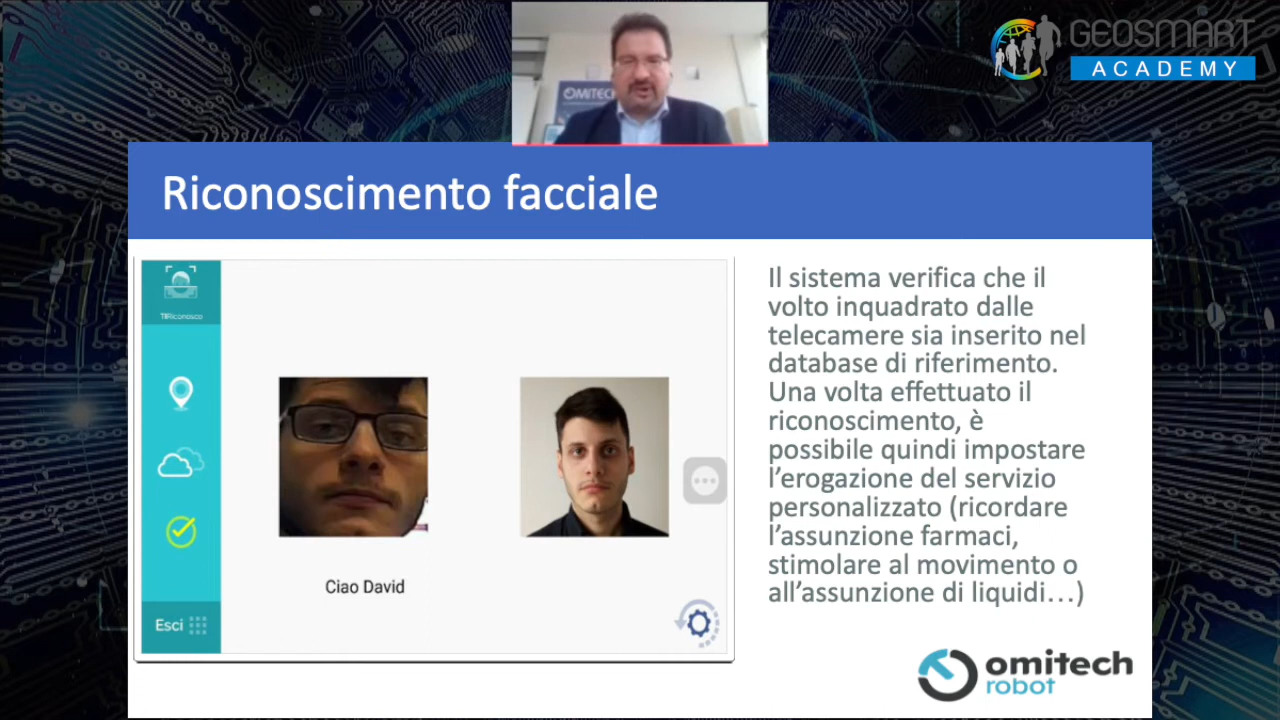 GEOSMART
ACADEMY
OMITECH
Riconoscimento facciale
TiRiconosco
Ciao David
Esci
Il sistema verifica che il
volto inquadrato dalle
telecamere sia inserito nel
database di riferimento.
Una volta effettuato il
riconoscimento, è
possibile quindi impostare
l’erogazione del servizio
personalizzato (ricordare
l’assunzione farmaci,
stimolare al movimento o
all’assunzione di liquidi…)
omitech
robot